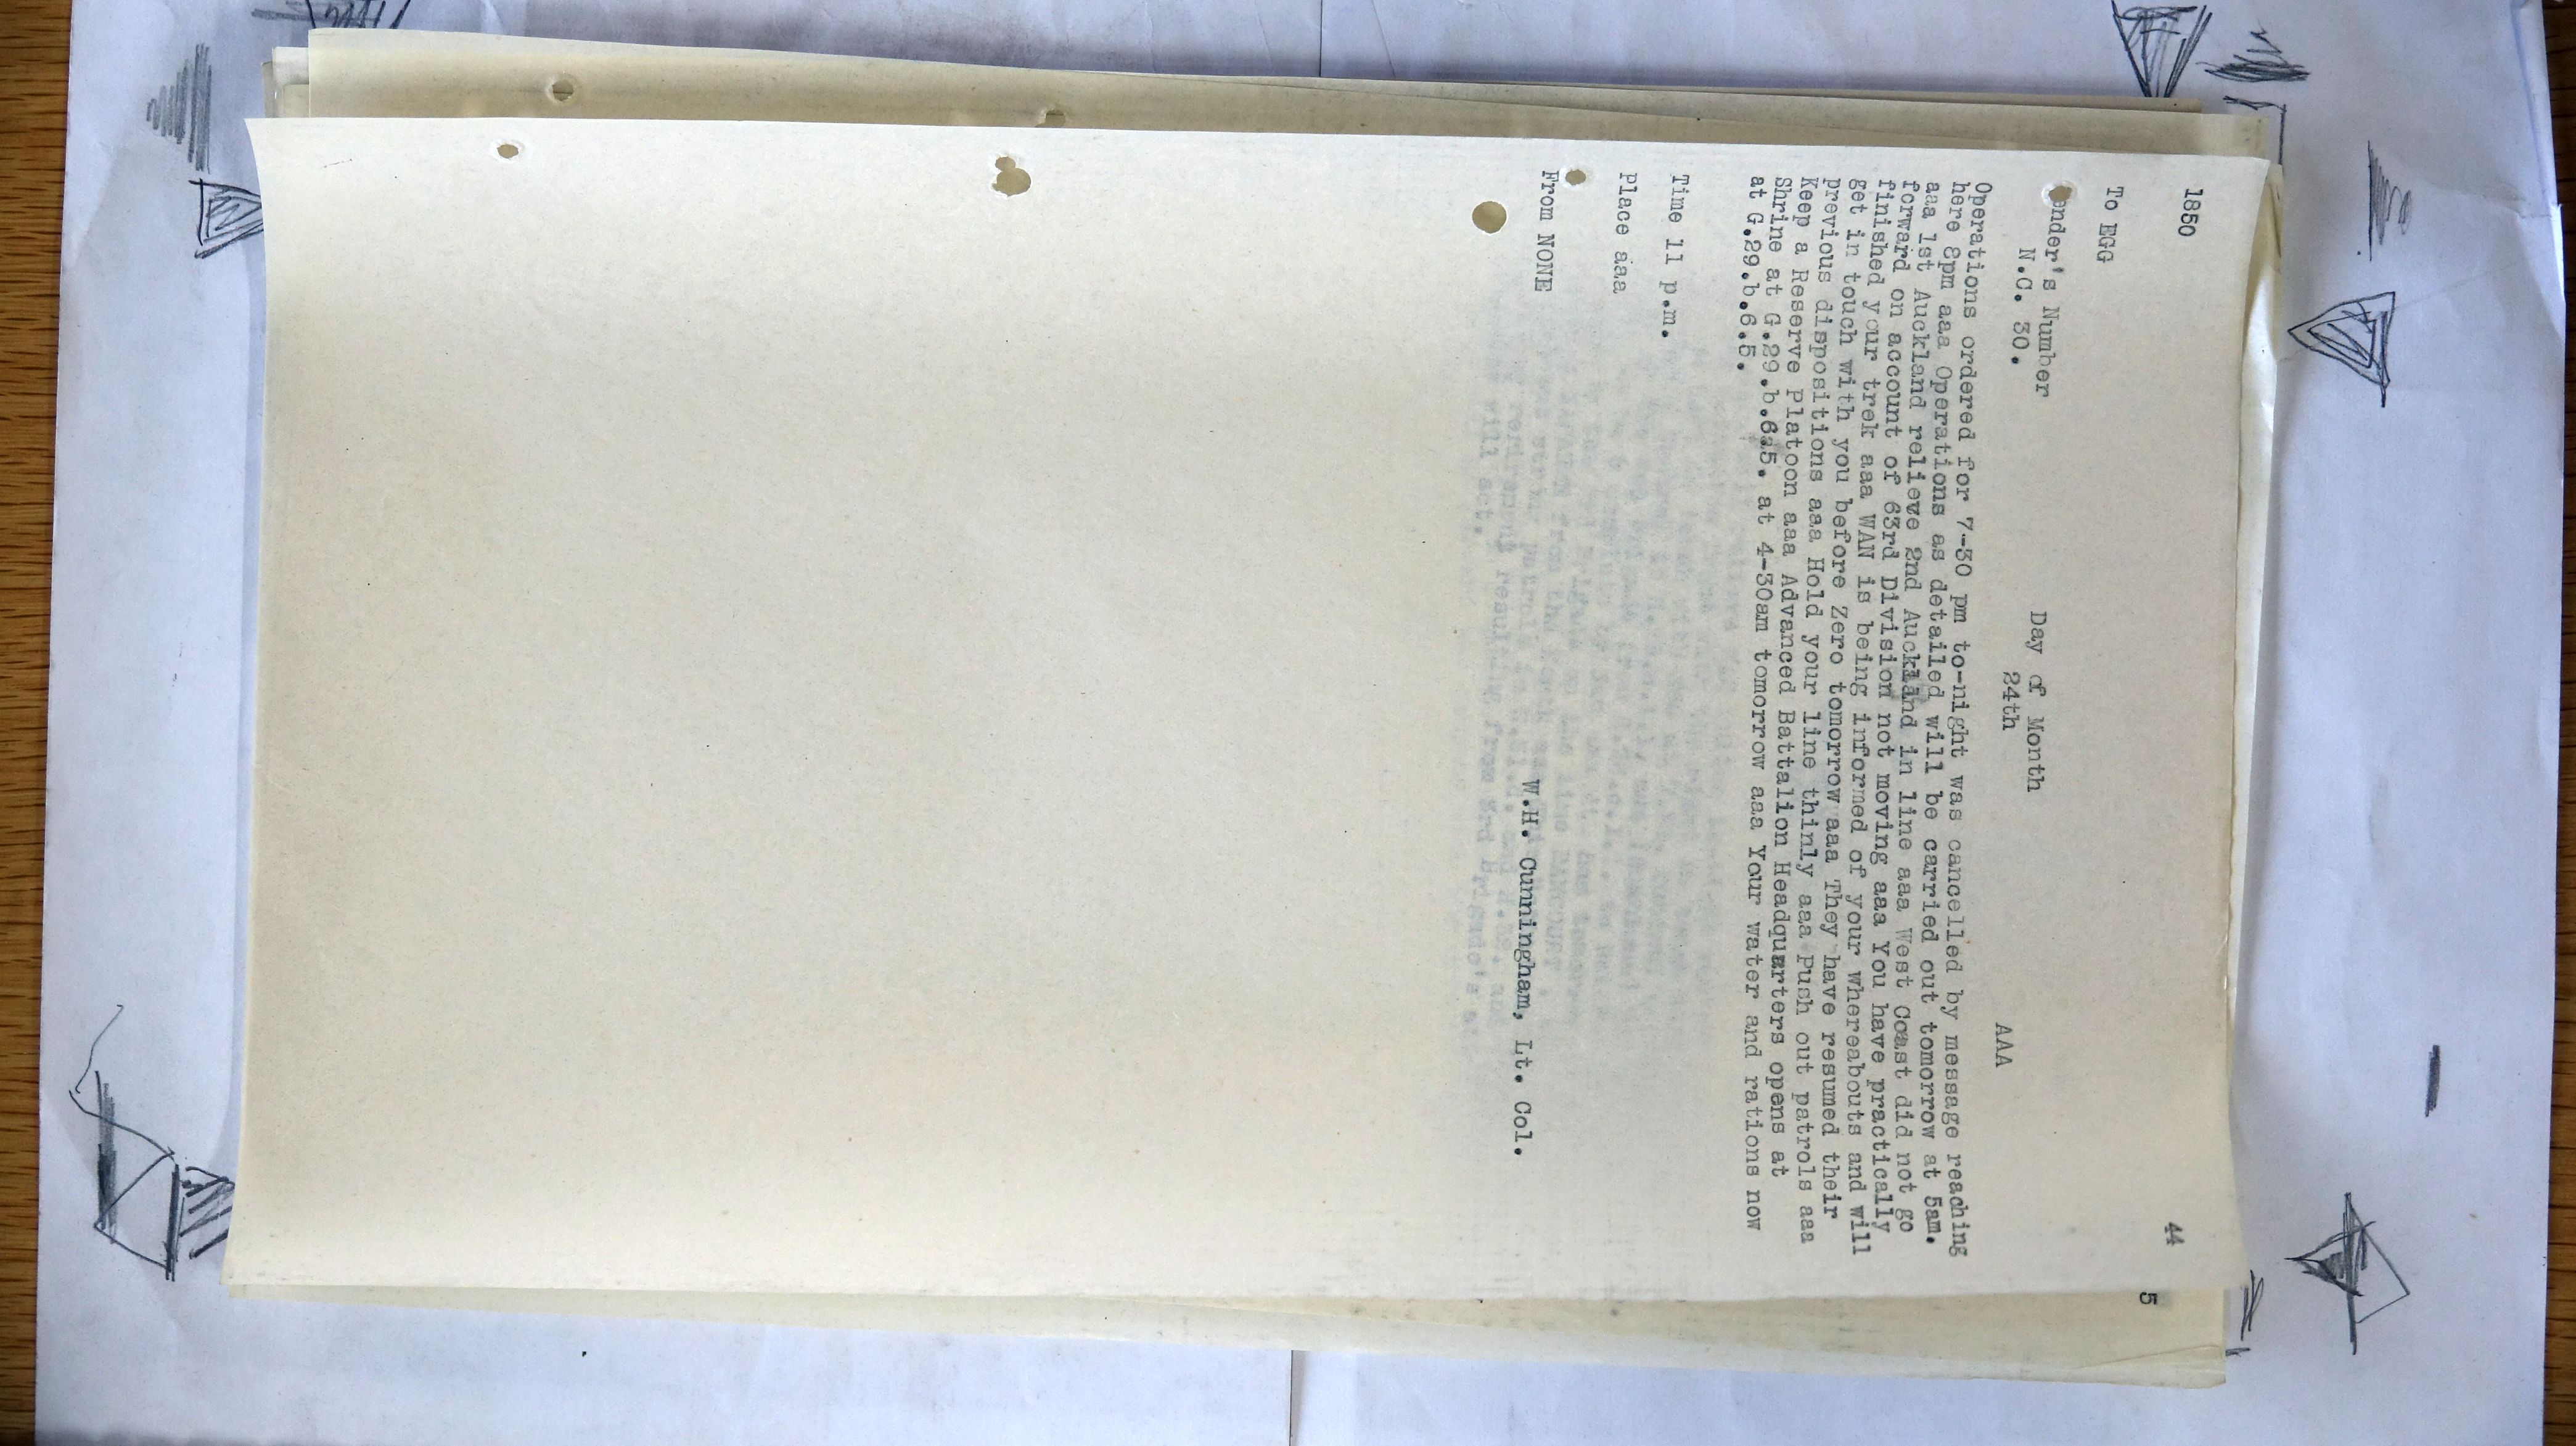 1850
44
To EGG
ender's Number
Day of Month
N.C. 30.
24th
AAA
Operations ordered for 7-30 pm to-night was cancelled by message reaching
here 8pm aaa Operations as detailed will be carried out tomorrow at 5am.
aaa 1st Auckland relieve 2nd Auckland in line aaa West Coast did not go
forward on account of 63rd Division not moving aaa You have practically
finished your trek aaa WAN is being informed of your whereabouts and will
get in touch with you before Zero tomorrow aaa They have resumed their
previous dispositions aaa Hold your line thinly aaa Push out patrols aaa
Keep a Reserve Platoon aaa Advanced Battalion Headquarters opens at
Shrine at G.29.b.6.5. at 4-30am tomorrow aaa Your water and rations now
at G.29.b.6.5.
Time 11 p.m.
Place aaa
From NONE
W.H. Cunningham, Lt. Col.
5